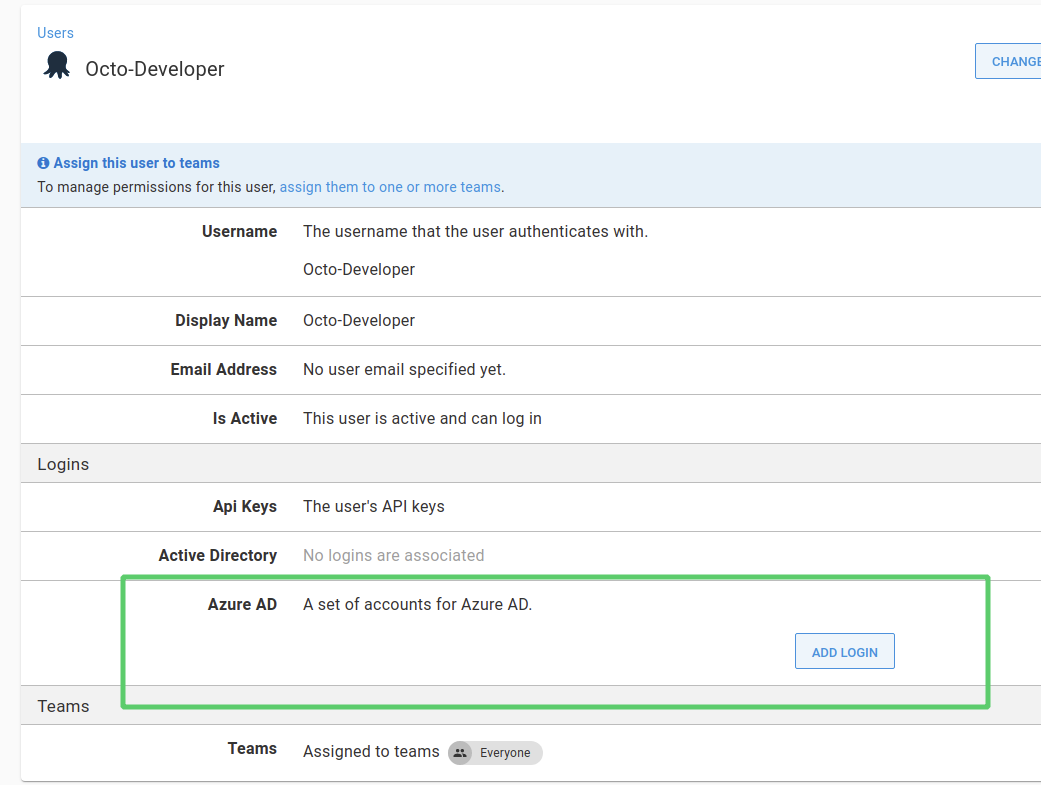 Users
Octo-Developer
CHANGE
Assign this user to teams
To manage permissions for this user, assign them to one or more teams.
Username The username that the user authenticates with.
Octo-Developer
Display Name Octo-Developer
Email Address No user email specified yet.
Is Active This user is active and can log in
Logins
Api Keys The user's API keys
Active Directory No logins are associated
Azure AD A set of accounts for Azure AD.
ADD LOGIN
Teams
Teams Assigned to teams Everyone